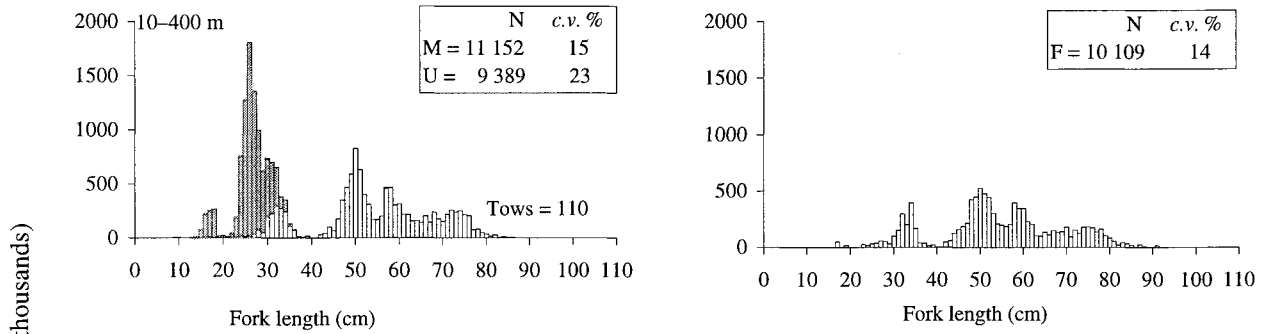 2000
10–400 m
N c.v. %
M = 11 152 15
U = 9 389 23
1500
1000
500
0
Tows = 110
0 10 20 30 40 50 60 70 80 90 100 110
Fork length (cm)
2000
N c.v. %
F = 10 109 14
1500
1000
500
0
0 10 20 30 40 50 60 70 80 90 100 110
Fork length (cm)
thousands)